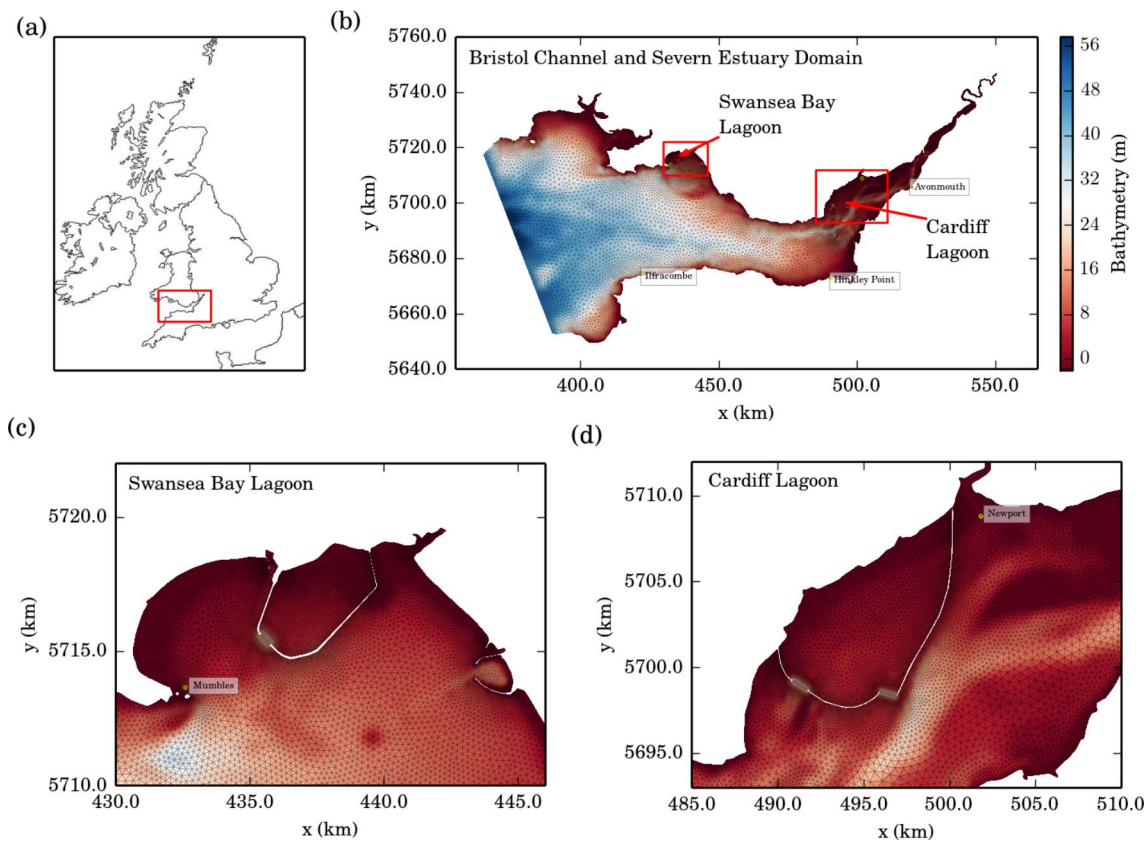 (a)
(b)
5760.0
5740.0
5720.0
5700.0
5680.0
5660.0
5640.0
y (km)
Bristol Channel and Severn Estuary Domain
Swansea Bay
Lagoon
Avonmouth
Cardiff
Lagoon
Ilfracombe
Hinkley Point
400.0
450.0
500.0
550.0
x (km)
56
48
40
32
24
16
8
0
Bathymetry (m)
(c)
Swansea Bay Lagoon
5720.0
5715.0
5710.0
y (km)
Mumbles
430.0
435.0
440.0
445.0
x (km)
(d)
Cardiff Lagoon
5710.0
5705.0
5700.0
5695.0
y (km)
Newport
485.0
490.0
495.0
500.0
505.0
510.0
x (km)